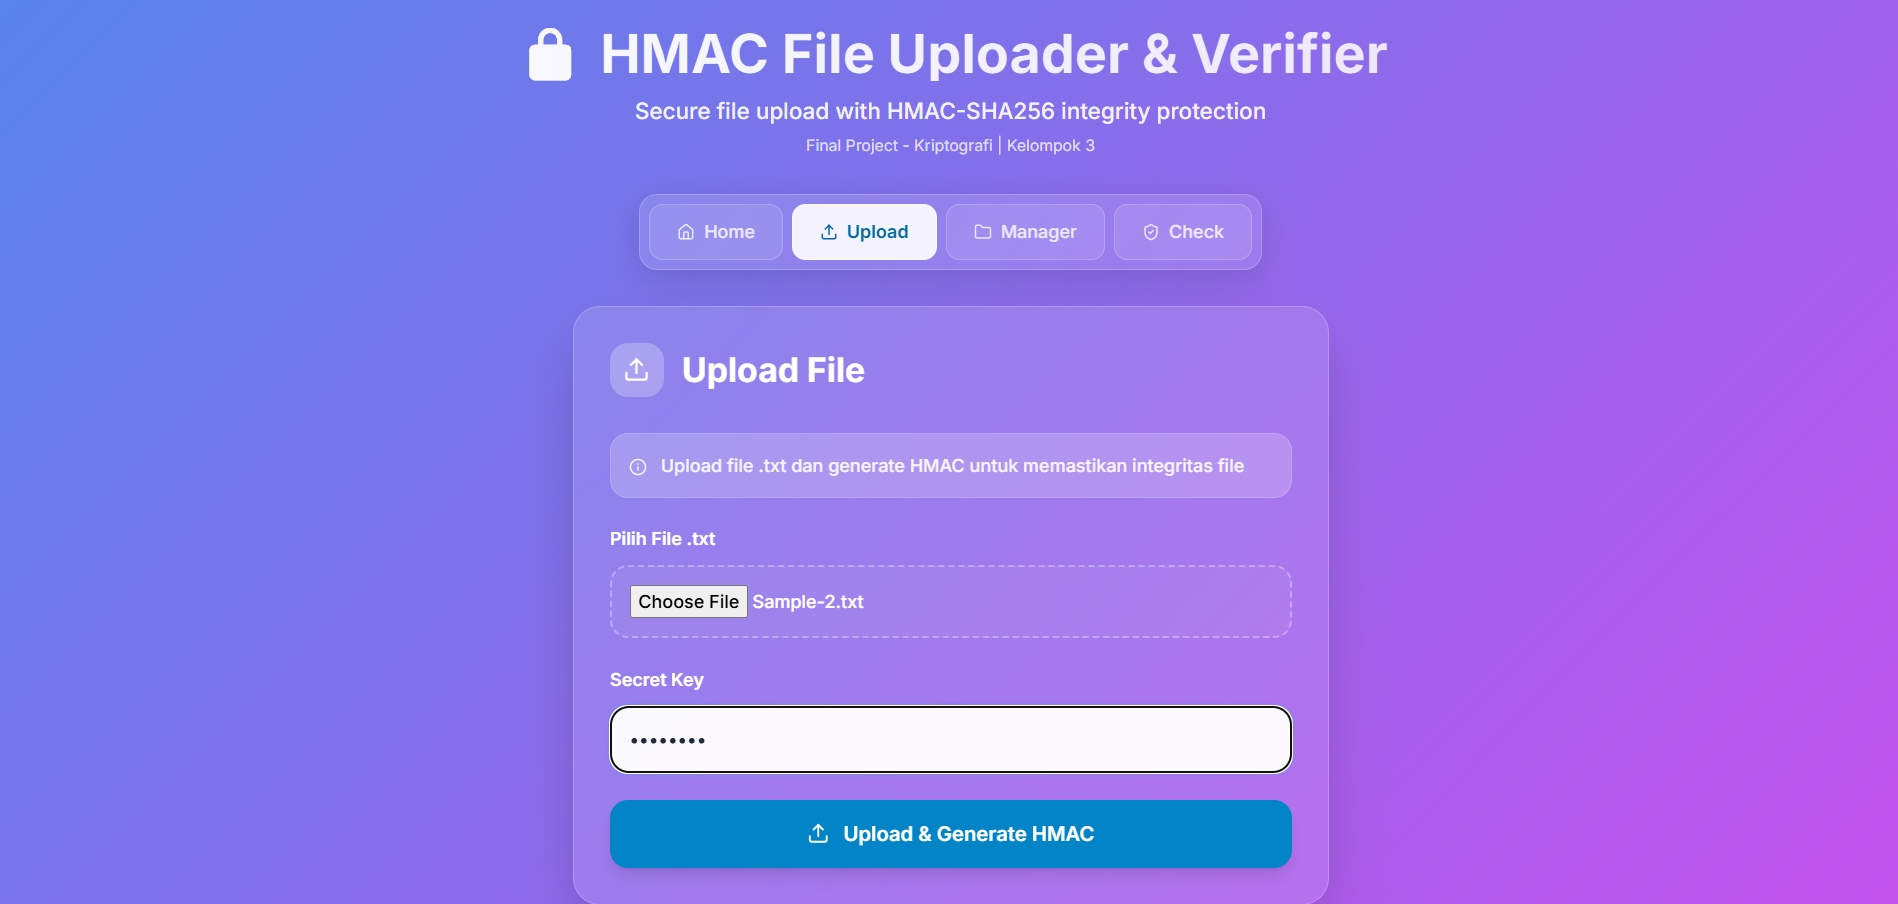 HMAC File Uploader & Verifier
Secure file upload with HMAC-SHA256 integrity protection
Final Project - Kriptografi | Kelompok 3
Home Upload Manager Check
Upload File
Upload file .txt dan generate HMAC untuk memastikan integritas file
Pilih File .txt
Choose File Sample-2.txt
Secret Key
••••••••
Upload & Generate HMAC